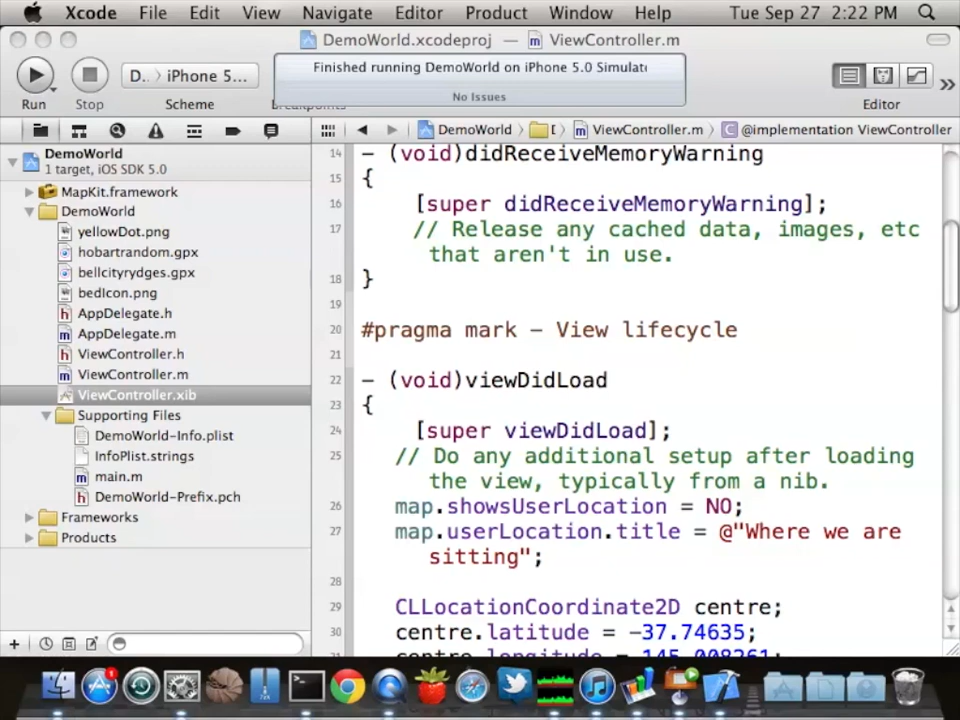 Xcode File Edit View Navigate Editor Product Window Help Tue Sep 27 2:22 PM
DemoWorld.xcodeproj — ViewController.m
D... iPhone 5...
Finished running DemoWorld on iPhone 5.0 Simulat
No Issues
Run Stop Scheme Editor
DemoWorld ViewController.m @implementation ViewController
DemoWorld
1 target, iOS SDK 5.0
MapKit.framework
DemoWorld
yellowDot.png
hobartrandom.gpx
bellcityrydges.gpx
bedIcon.png
AppDelegate.h
AppDelegate.m
ViewController.h
ViewController.m
ViewController.xib
Supporting Files
DemoWorld-Info.plist
InfoPlist.strings
main.m
DemoWorld-Prefix.pch
Frameworks
Products
14 - (void)didReceiveMemoryWarning
15 {
16 [super didReceiveMemoryWarning];
17 // Release any cached data, images, etc
that aren't in use.
18 }
19
20 #pragma mark - View lifecycle
21
22 - (void)viewDidLoad
23 {
24 [super viewDidLoad];
25 // Do any additional setup after loading
the view, typically from a nib.
26 map.showsUserLocation = NO;
27 map.userLocation.title = @"Where we are
sitting";
28
29 CLLocationCoordinate2D centre;
30 centre.latitude = -37.74635;
31 centre.longitude = 145.008261;